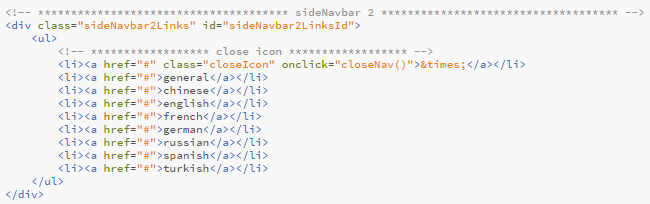 <!-- ************************************* sideNavbar 2 ************************************ -->
<div class="sideNavbar2Links" id="sideNavbar2LinksId">
<ul>
<!-- ****************** close icon ****************** -->
<li><a href="#" class="closeIcon" onclick="closeNav()">&times;</a></li>
<li><a href="#">general</a></li>
<li><a href="#">chinese</a></li>
<li><a href="#">english</a></li>
<li><a href="#">french</a></li>
<li><a href="#">german</a></li>
<li><a href="#">russian</a></li>
<li><a href="#">spanish</a></li>
<li><a href="#">turkish</a></li>
</ul>
</div>